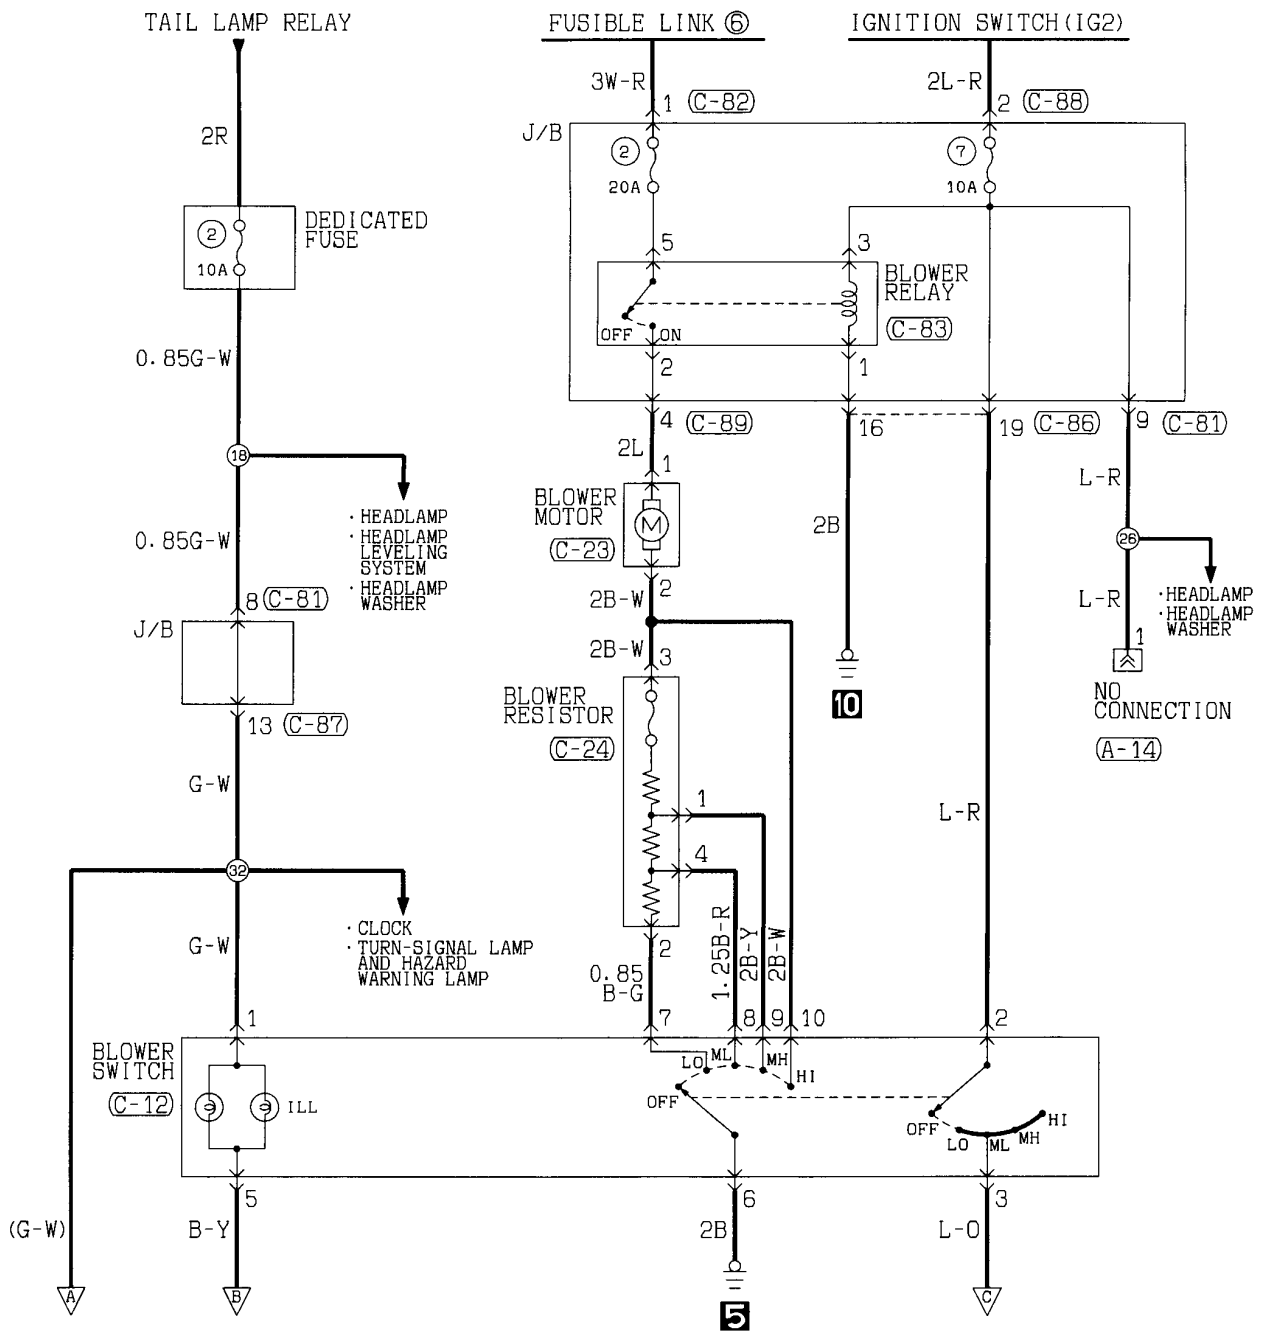 TAIL LAMP RELAY
FUSIBLE LINK ⑥
IGNITION SWITCH(IG2)
3W-R
1 (C-82)
2L-R
2 (C-88)
J/B
2R
② 20A
⑦ 10A
DEDICATED
FUSE
② 10A
5
3
BLOWER
RELAY
(C-83)
OFF ON
2
1
0.85G-W
4 (C-89)
16
19 (C-86)
9 (C-81)
18
2L
1
L-R
BLOWER
MOTOR
(C-23)
M
2B
26
· HEADLAMP
· HEADLAMP
LEVELING
SYSTEM
· HEADLAMP
WASHER
0.85G-W
2
2B-W
L-R
· HEADLAMP
· HEADLAMP
WASHER
8 (C-81)
J/B
2B-W
3
1
10
NO
CONNECTION
(A-14)
BLOWER
RESISTOR
(C-24)
13 (C-87)
G-W
1
L-R
4
32
· CLOCK
· TURN-SIGNAL LAMP
AND HAZARD
WARNING LAMP
G-W
2
0.85
B-G
1.25B-R
2B-Y
2B-W
1
7
8
9
10
2
BLOWER
SWITCH
(C-12)
ILL
LO
ML
MH
HI
OFF
OFF
LO
ML
MH
HI
5
6
3
(G-W)
B-Y
2B
L-O
A
B
5
C